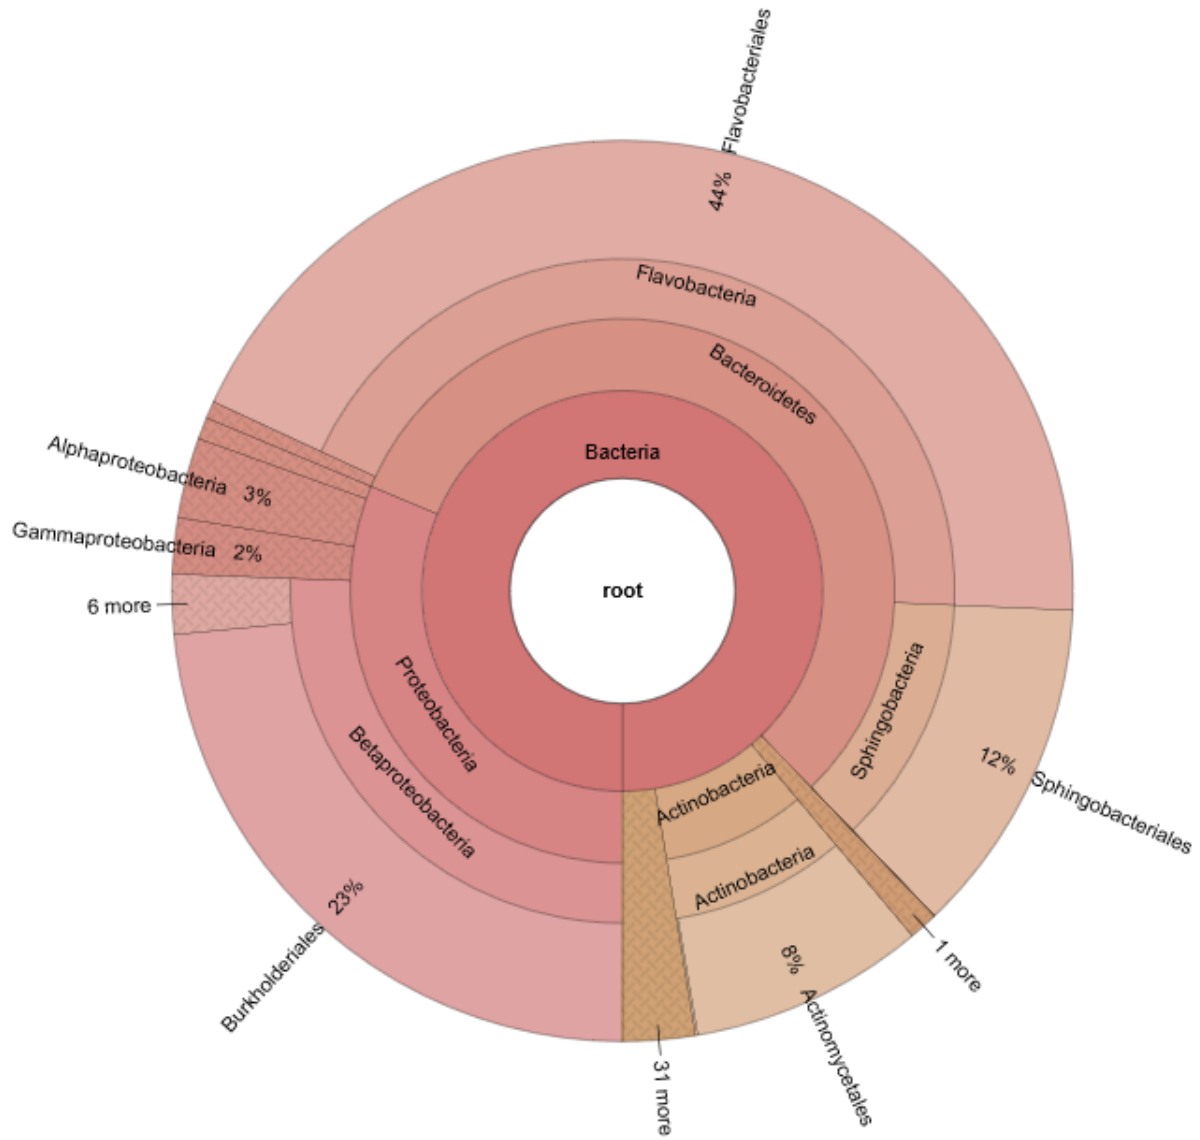 Flavobacteriales
44%
Flavobacteria
Bacteroidetes
Bacteria
root
Alphaproteobacteria 3%
Gammaproteobacteria 2%
6 more
Proteobacteria
Betaproteobacteria
23%
Burkholderiales
Sphingobacteria
12%
Sphingobacteriales
Actinobacteria
Actinobacteria
8%
Actinomycetales
1 more
31 more